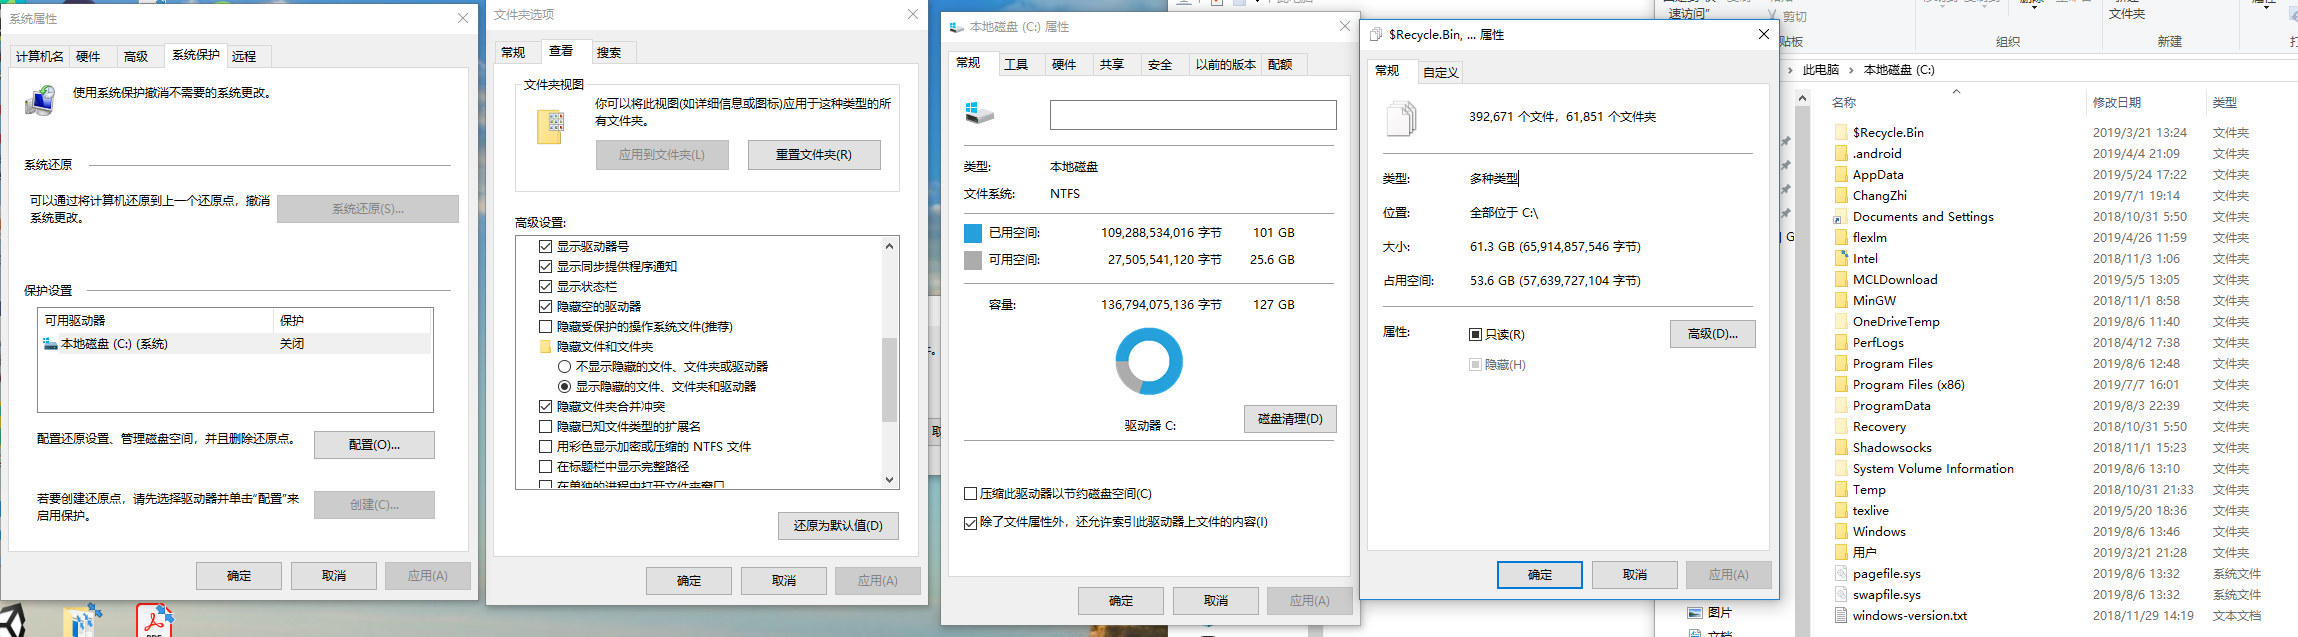 系统属性
计算机名
硬件
高级
系统保护
远程
使用系统保护撤消不需要的系统更改。
系统还原
可以通过将计算机还原到上一个还原点，撤消
系统更改。
系统还原(S)...
保护设置
可用驱动器
保护
本地磁盘 (C:) (系统)
关闭
配置还原设置、管理磁盘空间，并且删除还原点。
配置(O)...
若要创建还原点，请先选择驱动器并单击"配置"来
启用保护。
创建(C)...
确定
取消
应用(A)
文件夹选项
常规
查看
搜索
文件夹视图
你可以将此视图(如详细信息或图标)应用于这种类型的所
有文件夹。
应用到文件夹(L)
重置文件夹(R)
高级设置:
显示驱动器号
显示同步提供程序通知
显示状态栏
隐藏空的驱动器
隐藏受保护的操作系统文件(推荐)
隐藏文件和文件夹
不显示隐藏的文件、文件夹或驱动器
显示隐藏的文件、文件夹和驱动器
隐藏文件夹合并冲突
隐藏已知文件类型的扩展名
用彩色显示加密或压缩的 NTFS 文件
在标题栏中显示完整路径
在单独的进程中打开文件夹窗口
还原为默认值(D)
确定
取消
应用(A)
本地磁盘 (C:) 属性
常规
工具
硬件
共享
安全
以前的版本
配额
类型:
本地磁盘
文件系统:
NTFS
已用空间:
109,288,534,016 字节
101 GB
可用空间:
27,505,541,120 字节
25.6 GB
容量:
136,794,075,136 字节
127 GB
驱动器 C:
磁盘清理(D)
压缩此驱动器以节约磁盘空间(C)
除了文件属性外，还允许索引此驱动器上文件的内容(I)
确定
取消
应用(A)
$Recycle.Bin, ... 属性
常规
自定义
392,671 个文件，61,851 个文件夹
类型:
多种类型
位置:
全部位于 C:\
大小:
61.3 GB (65,914,857,546 字节)
占用空间:
53.6 GB (57,639,727,104 字节)
属性:
只读(R)
高级(D)...
隐藏(H)
确定
取消
应用(A)
速访问"
剪切
文件夹
贴板
组织
新建
此电脑 › 本地磁盘 (C:)
名称
修改日期
类型
$Recycle.Bin 2019/3/21 13:24 文件夹
.android 2019/4/4 21:09 文件夹
AppData 2019/5/24 17:22 文件夹
ChangZhi 2019/7/1 19:14 文件夹
Documents and Settings 2018/10/31 5:50 文件夹
flexlm 2019/4/26 11:59 文件夹
Intel 2018/11/3 1:06 文件夹
MCLDownload 2019/5/5 13:05 文件夹
MinGW 2018/11/1 8:58 文件夹
OneDriveTemp 2019/8/6 11:40 文件夹
PerfLogs 2018/4/12 7:38 文件夹
Program Files 2019/8/6 12:48 文件夹
Program Files (x86) 2019/7/7 16:01 文件夹
ProgramData 2019/8/3 22:39 文件夹
Recovery 2018/10/31 5:50 文件夹
Shadowsocks 2018/11/1 15:23 文件夹
System Volume Information 2019/8/6 13:10 文件夹
Temp 2018/10/31 21:33 文件夹
texlive 2019/5/20 18:36 文件夹
Windows 2019/8/6 13:46 文件夹
用户 2019/3/21 21:28 文件夹
pagefile.sys 2019/8/6 13:32 系统文件
swapfile.sys 2019/8/6 13:32 系统文件
windows-version.txt 2018/11/29 14:19 文本文档
图片